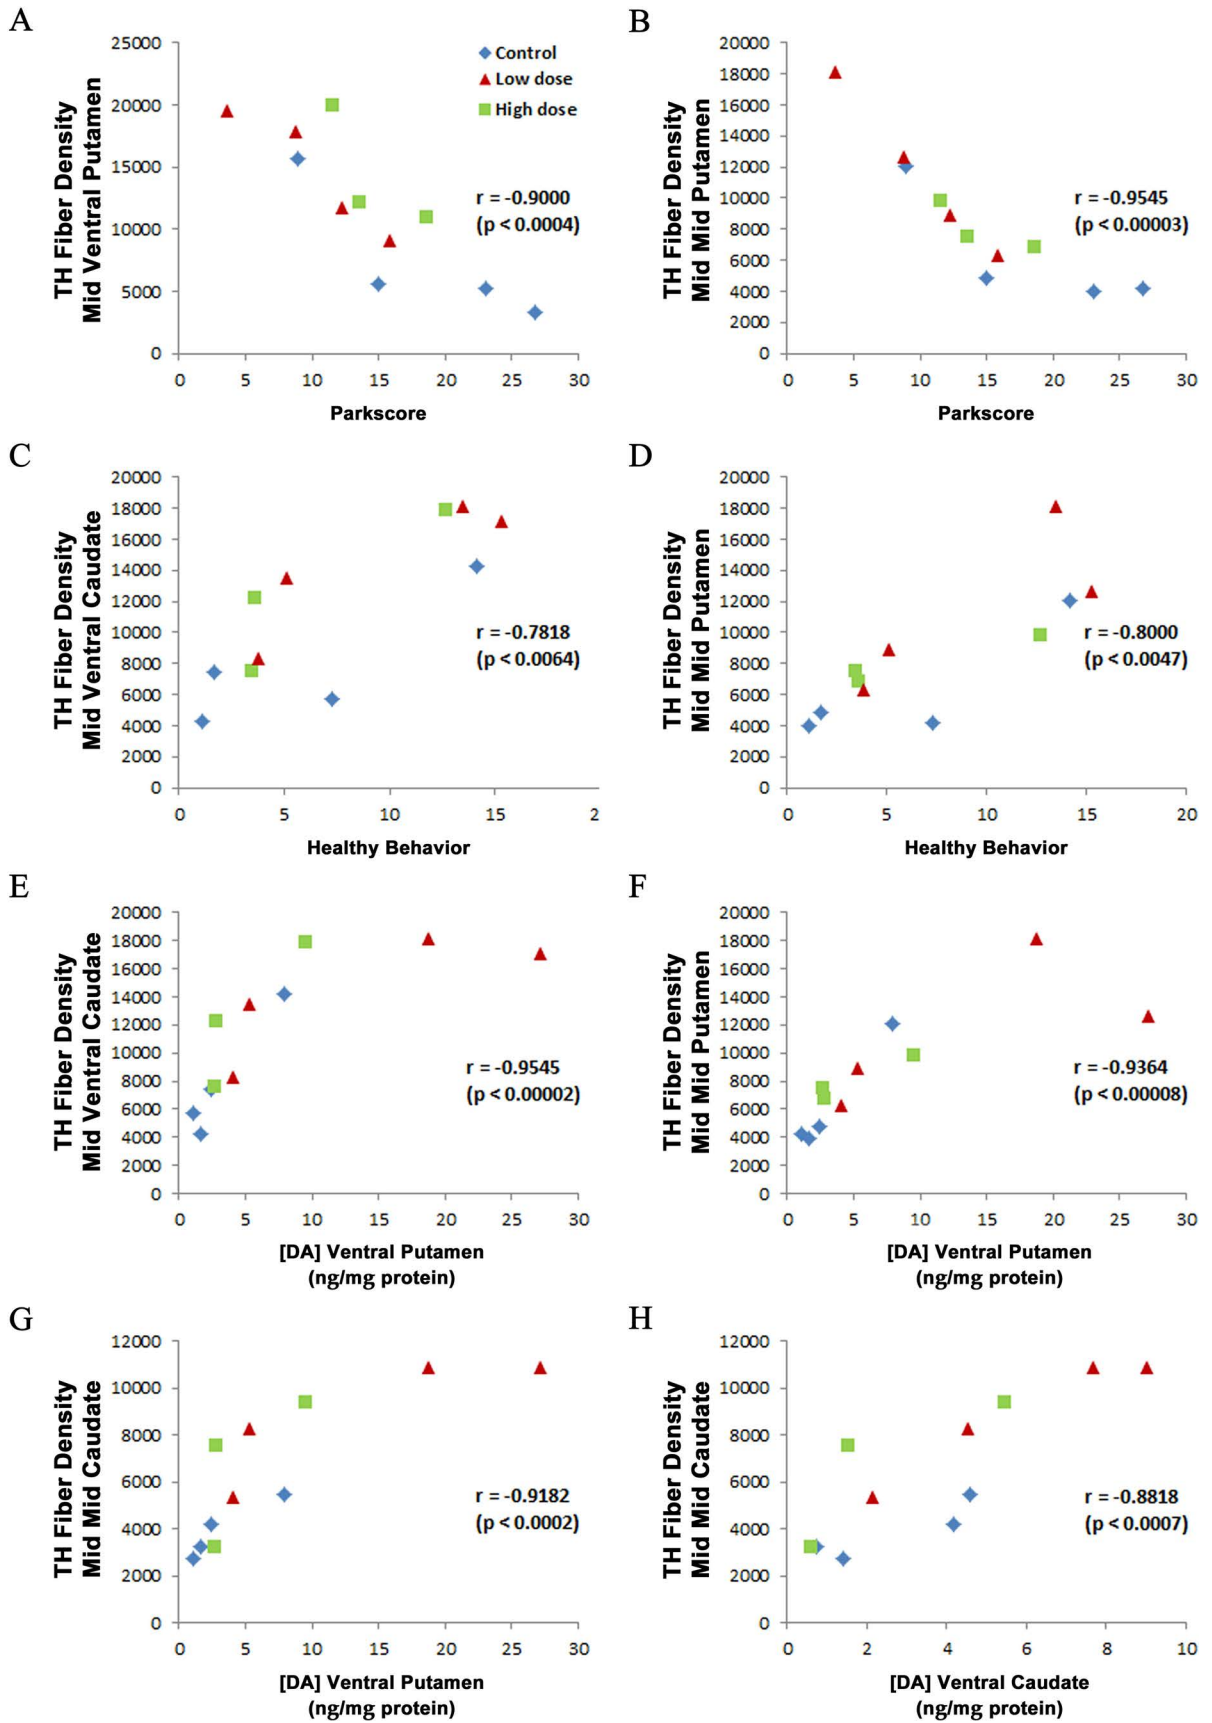 A
TH Fiber Density
Mid Ventral Putamen
25000
20000
15000
10000
5000
0
Control
Low dose
High dose
r = -0.9000
(p < 0.0004)
0 5 10 15 20 25 30
Parkscore
B
TH Fiber Density
Mid Mid Putamen
20000
18000
16000
14000
12000
10000
8000
6000
4000
2000
0
r = -0.9545
(p < 0.00003)
0 5 10 15 20 25 30
Parkscore
C
TH Fiber Density
Mid Ventral Caudate
20000
18000
16000
14000
12000
10000
8000
6000
4000
2000
0
r = -0.7818
(p < 0.0064)
0 5 10 15 2
Healthy Behavior
D
TH Fiber Density
Mid Mid Putamen
20000
18000
16000
14000
12000
10000
8000
6000
4000
2000
0
r = -0.8000
(p < 0.0047)
0 5 10 15 20
Healthy Behavior
E
TH Fiber Density
Mid Ventral Caudate
20000
18000
16000
14000
12000
10000
8000
6000
4000
2000
0
r = -0.9545
(p < 0.00002)
0 5 10 15 20 25 30
[DA] Ventral Putamen
(ng/mg protein)
F
TH Fiber Density
Mid Mid Putamen
20000
18000
16000
14000
12000
10000
8000
6000
4000
2000
0
r = -0.9364
(p < 0.00008)
0 5 10 15 20 25 30
[DA] Ventral Putamen
(ng/mg protein)
G
TH Fiber Density
Mid Mid Caudate
12000
10000
8000
6000
4000
2000
0
r = -0.9182
(p < 0.0002)
0 5 10 15 20 25 30
[DA] Ventral Putamen
(ng/mg protein)
H
TH Fiber Density
Mid Mid Caudate
12000
10000
8000
6000
4000
2000
0
r = -0.8818
(p < 0.0007)
0 2 4 6 8 10
[DA] Ventral Caudate
(ng/mg protein)